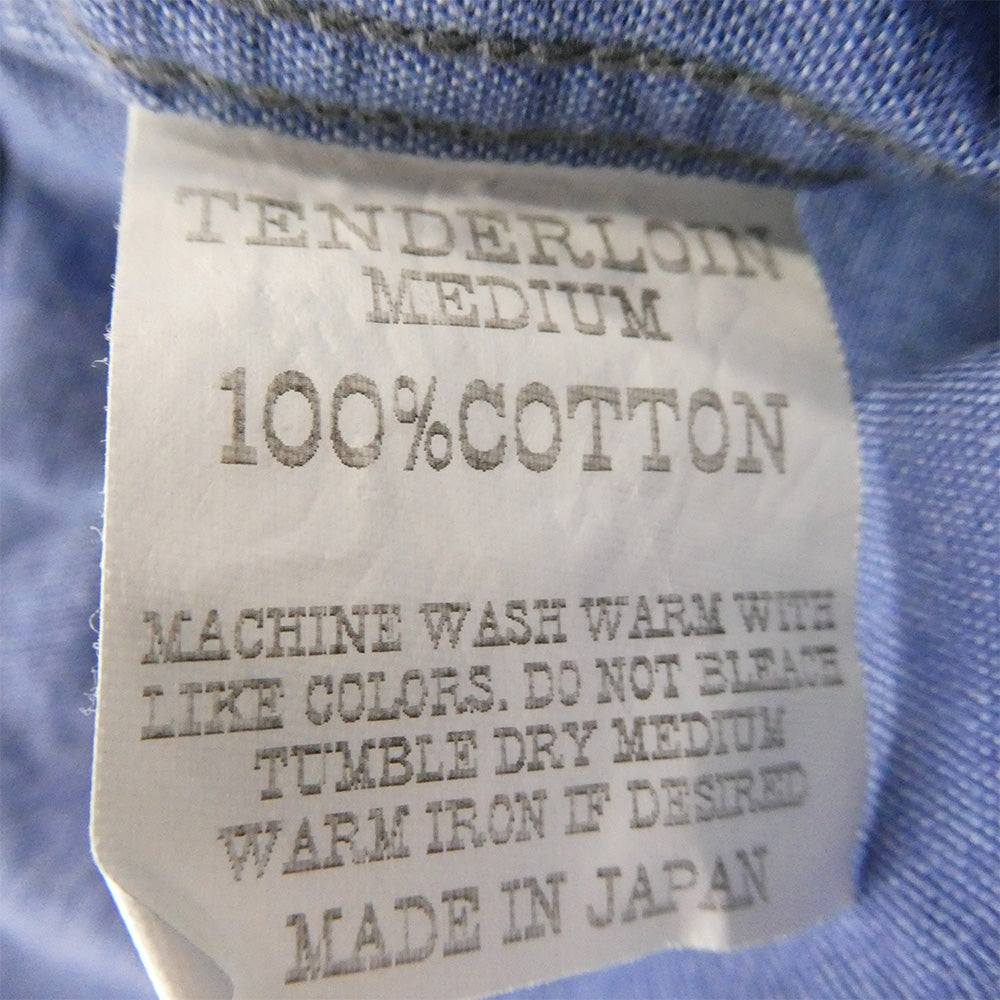 TENDERLOIN
MEDIUM
100%COTTON
MACHINE WASH WARM WITH
LIKE COLORS. DO NOT BLEACH
TUMBLE DRY MEDIUM
WARM IRON IF DESIRED
MADE IN JAPAN